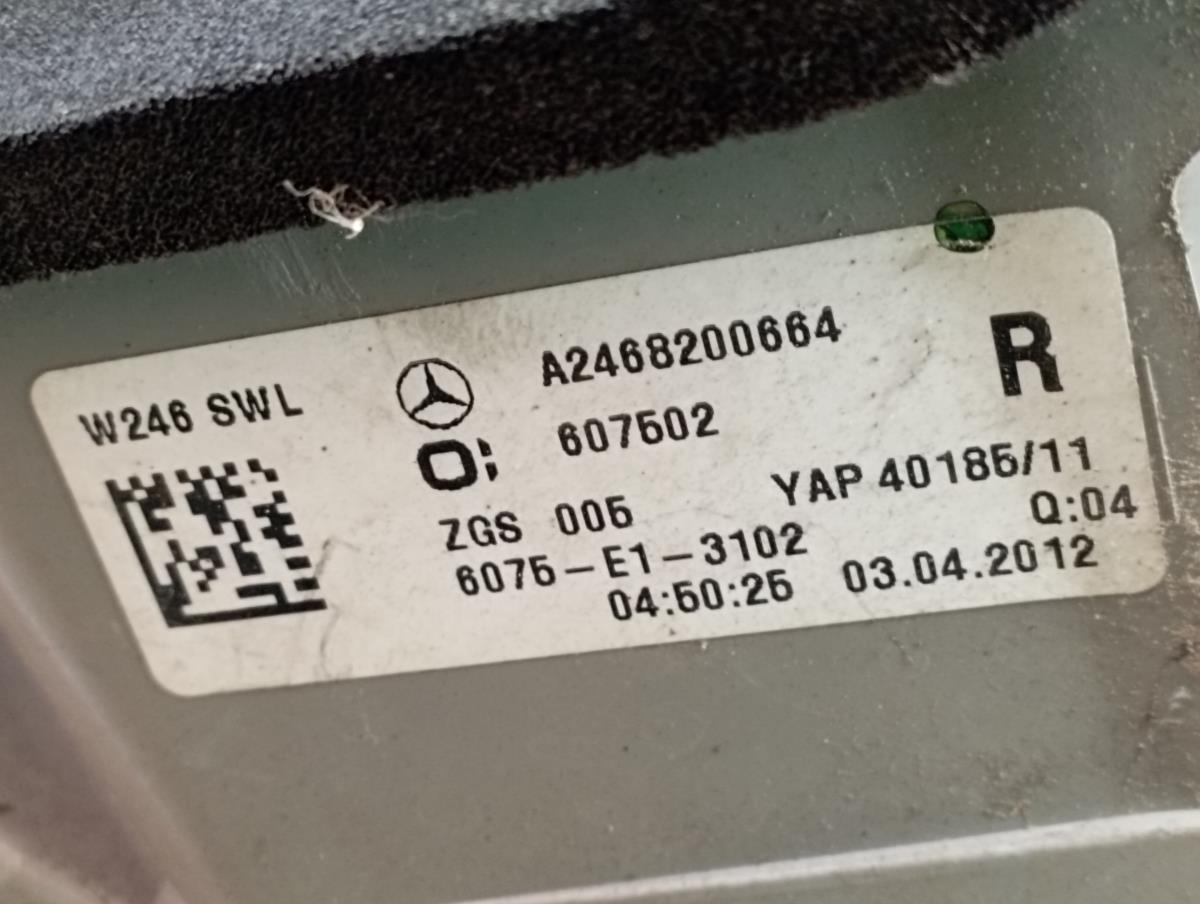 W246 SWL
A2468200664
R
607502
ZGS 005
YAP 40185/11
6075-E1-3102
Q:04
04:50:25 03.04.2012